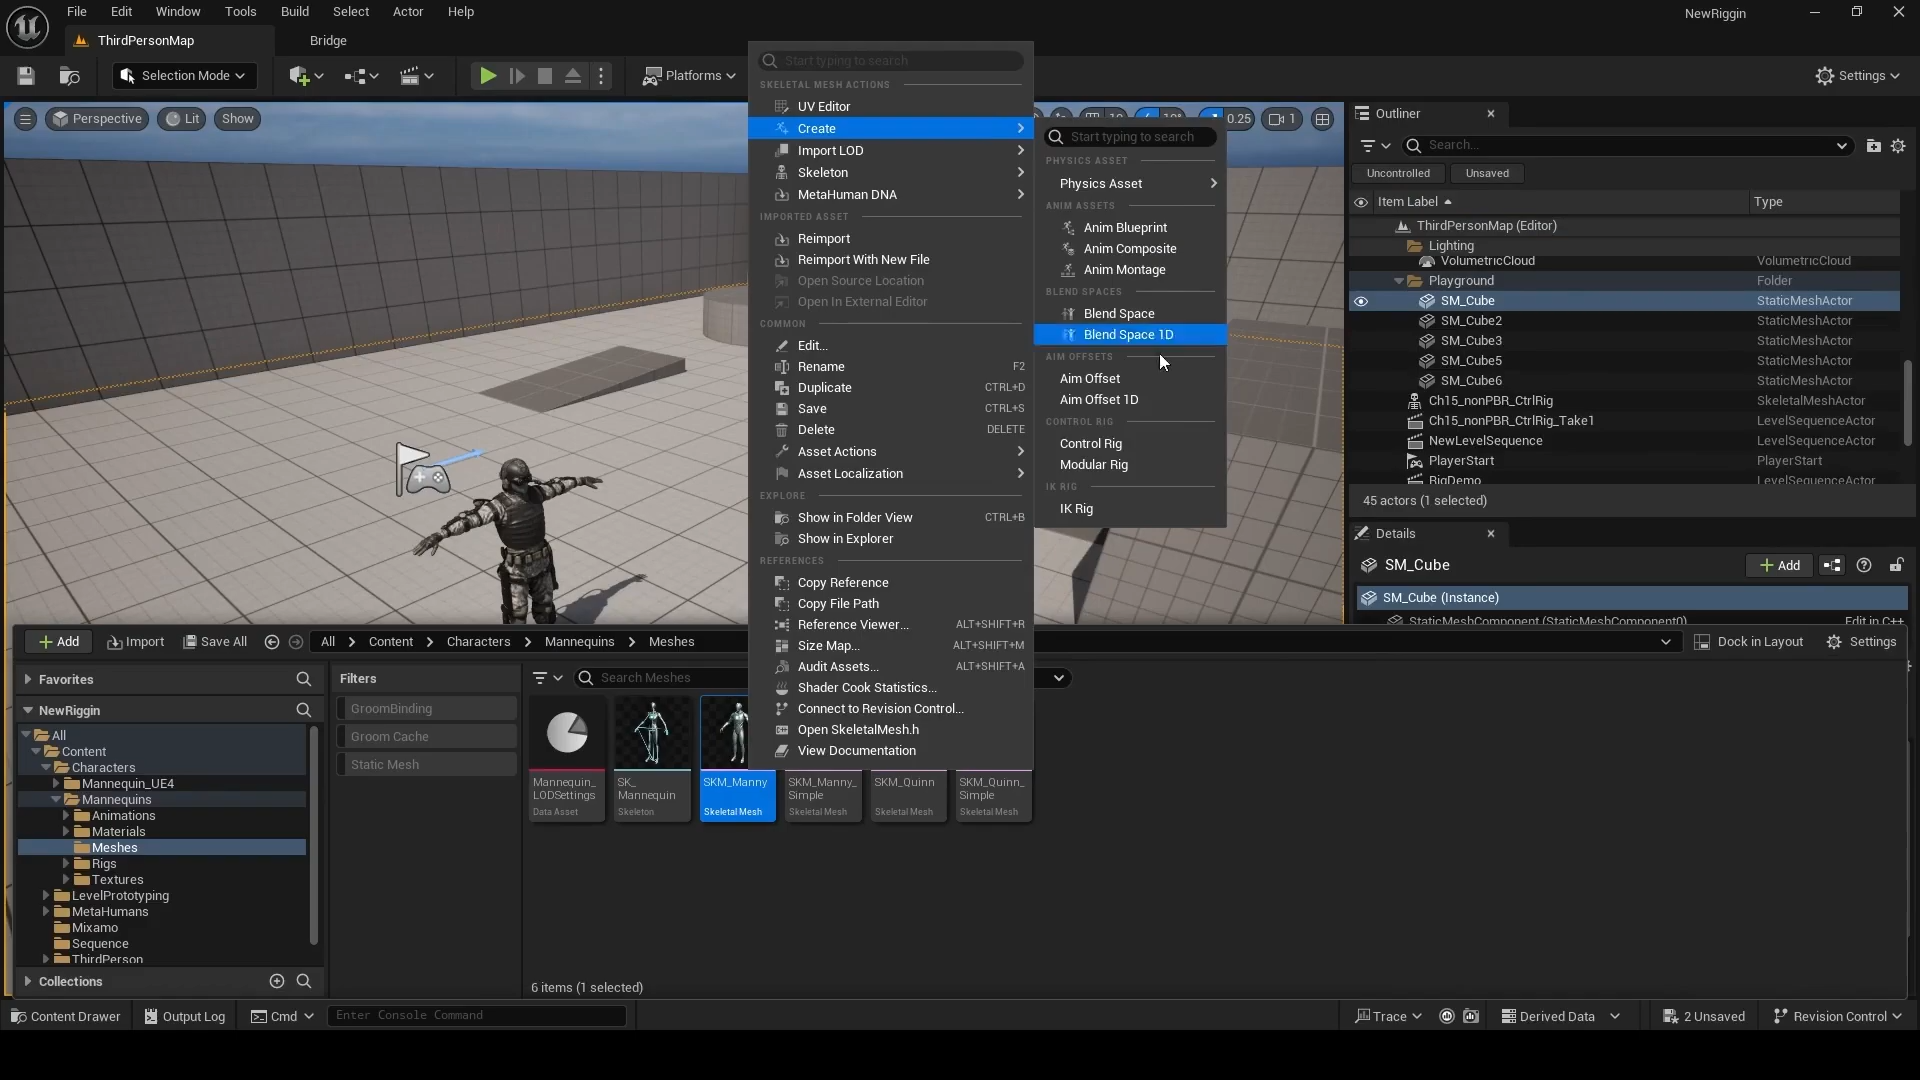 File Edit Window Tools Build Select Actor Help
NewRiggin
ThirdPersonMap
Bridge
Selection Mode
Platforms
Settings
Perspective
Lit
Show
10
10°
0.25
1
Start typing to search
SKELETAL MESH ACTIONS
UV Editor
Create
Import LOD
Skeleton
MetaHuman DNA
IMPORTED ASSET
Reimport
Reimport With New File
Open Source Location
Open In External Editor
COMMON
Edit...
Rename F2
Duplicate CTRL+D
Save CTRL+S
Delete DELETE
Asset Actions
Asset Localization
EXPLORE
Show in Folder View CTRL+B
Show in Explorer
REFERENCES
Copy Reference
Copy File Path
Reference Viewer... ALT+SHIFT+R
Size Map... ALT+SHIFT+M
Audit Assets... ALT+SHIFT+A
Shader Cook Statistics...
Connect to Revision Control...
Open SkeletalMesh.h
View Documentation
Start typing to search
PHYSICS ASSET
Physics Asset
ANIM ASSETS
Anim Blueprint
Anim Composite
Anim Montage
BLEND SPACES
Blend Space
Blend Space 1D
AIM OFFSETS
Aim Offset
Aim Offset 1D
CONTROL RIG
Control Rig
Modular Rig
IK RIG
IK Rig
Outliner
Search...
Uncontrolled
Unsaved
Item Label Type
ThirdPersonMap (Editor)
Lighting
VolumetricCloud VolumetricCloud
Playground Folder
SM_Cube StaticMeshActor
SM_Cube2 StaticMeshActor
SM_Cube3 StaticMeshActor
SM_Cube5 StaticMeshActor
SM_Cube6 StaticMeshActor
Ch15_nonPBR_CtrlRig SkeletalMeshActor
Ch15_nonPBR_CtrlRig_Take1 LevelSequenceActor
NewLevelSequence LevelSequenceActor
PlayerStart PlayerStart
RigDemo LevelSequenceActor
45 actors (1 selected)
Details
SM_Cube
Add
SM_Cube (Instance)
StaticMeshComponent (StaticMeshComponent0) Edit in C++
Add
Import
Save All
All
Content
Characters
Mannequins
Meshes
Dock in Layout
Settings
Favorites
NewRiggin
All
Content
Characters
Mannequin_UE4
Mannequins
Animations
Materials
Meshes
Rigs
Textures
LevelPrototyping
MetaHumans
Mixamo
Sequence
ThirdPerson
Collections
Filters
GroomBinding
Groom Cache
Static Mesh
Search Meshes
Mannequin_
LODSettings
Data Asset
SK_
Mannequin
Skeleton
SKM_Manny
Skeletal Mesh
SKM_Manny_
Simple
Skeletal Mesh
SKM_Quinn
Skeletal Mesh
SKM_Quinn_
Simple
Skeletal Mesh
6 items (1 selected)
Content Drawer
Output Log
Cmd
Enter Console Command
Trace
Derived Data
2 Unsaved
Revision Control